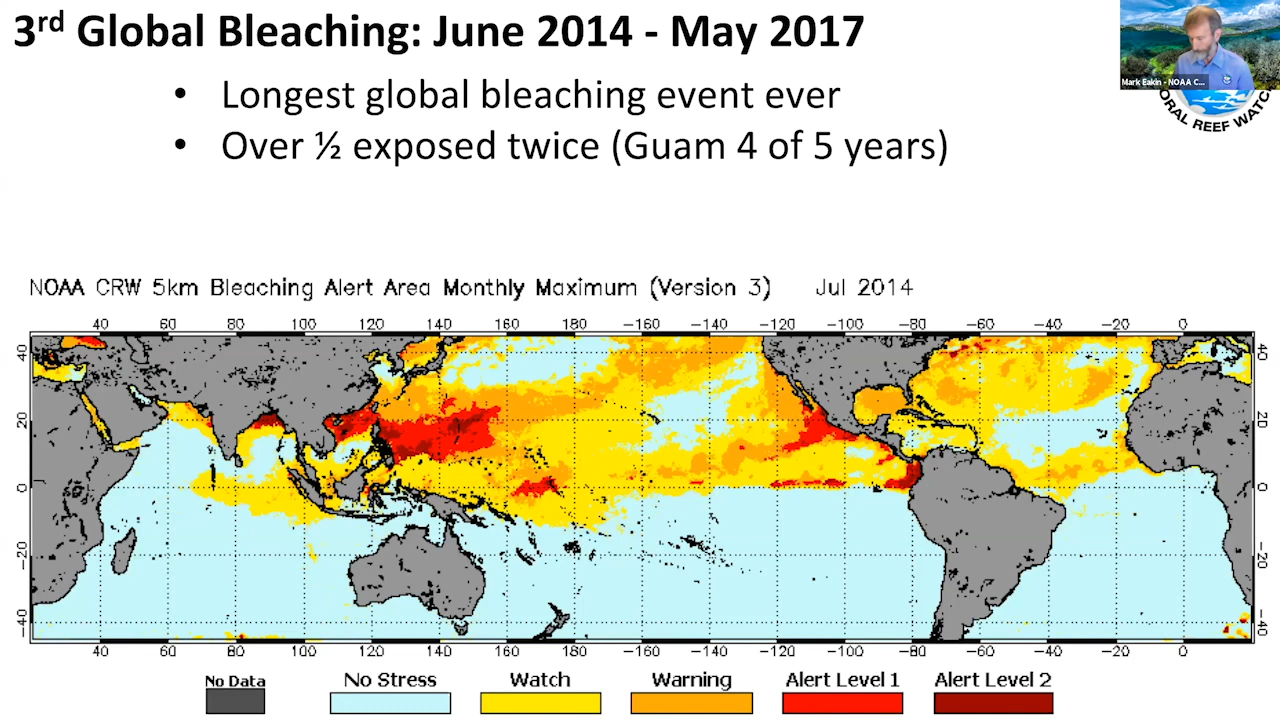 3rd Global Bleaching: June 2014 - May 2017
Mark Eakin - NOAA C...
ORAL REEF WATC
• Longest global bleaching event ever
• Over ½ exposed twice (Guam 4 of 5 years)
NOAA CRW 5km Bleaching Alert Area Monthly Maximum (Version 3) Jul 2014
40 60 80 100 120 140 160 180 -160 -140 -120 -100 -80 -60 -40 -20 0
40 40
20 20
0 0
-20 -20
-40 -40
40 60 80 100 120 140 160 180 -160 -140 -120 -100 -80 -60 -40 -20 0
No Data No Stress Watch Warning Alert Level 1 Alert Level 2